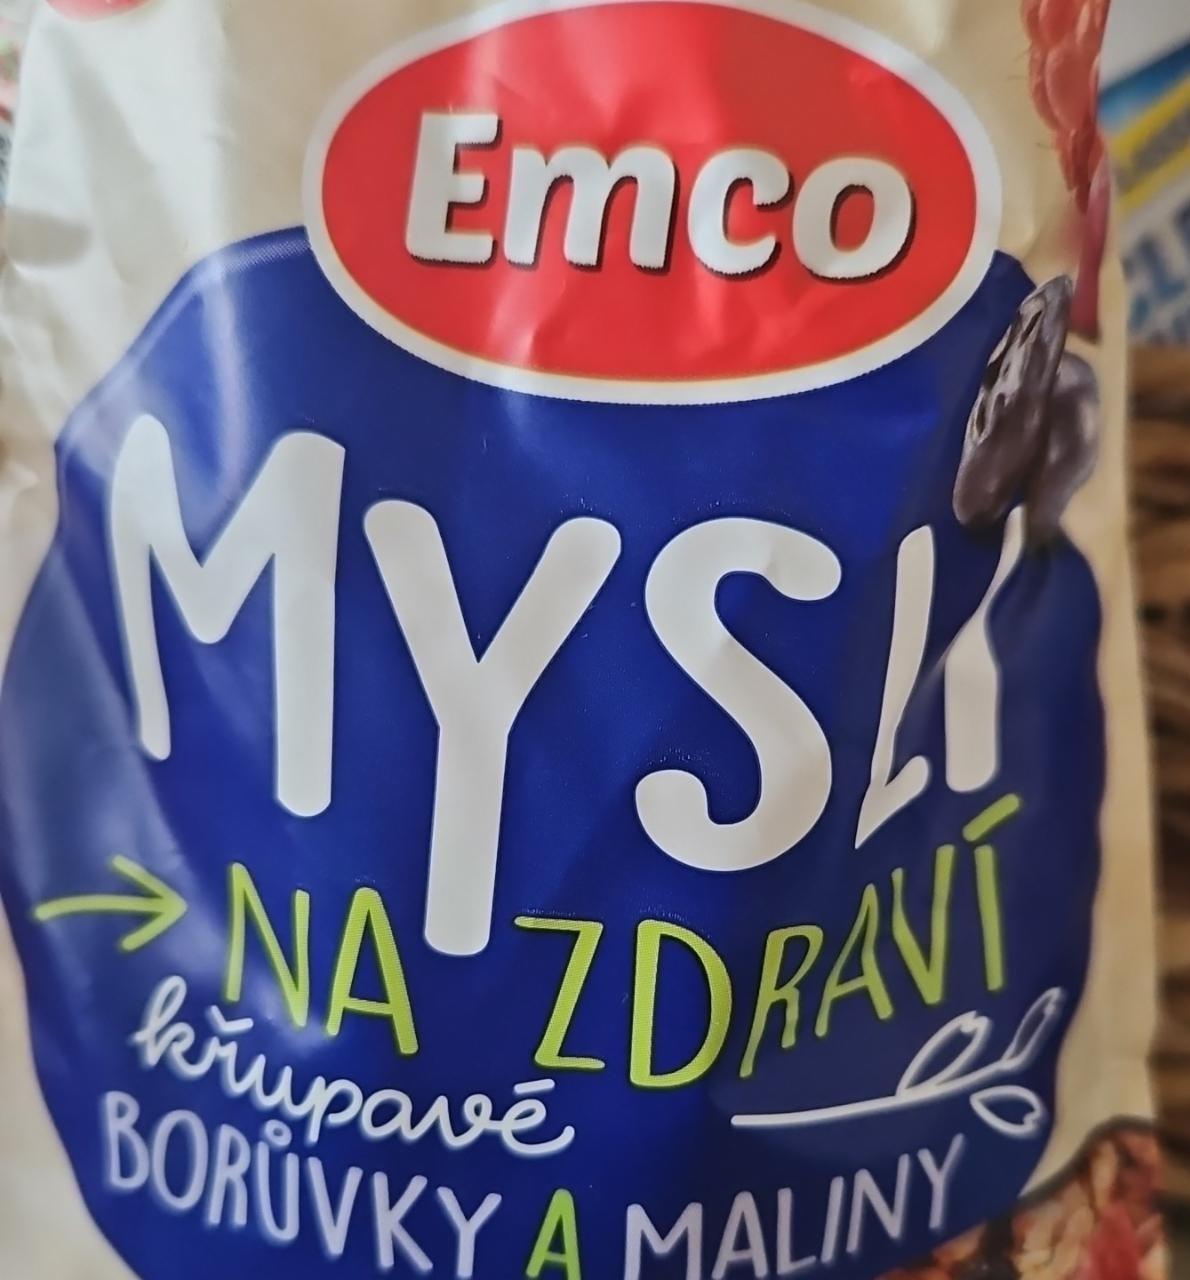 Emco
MYSLI
NA ZDRAVÍ
křupavé
BORŮVKY A MALINY